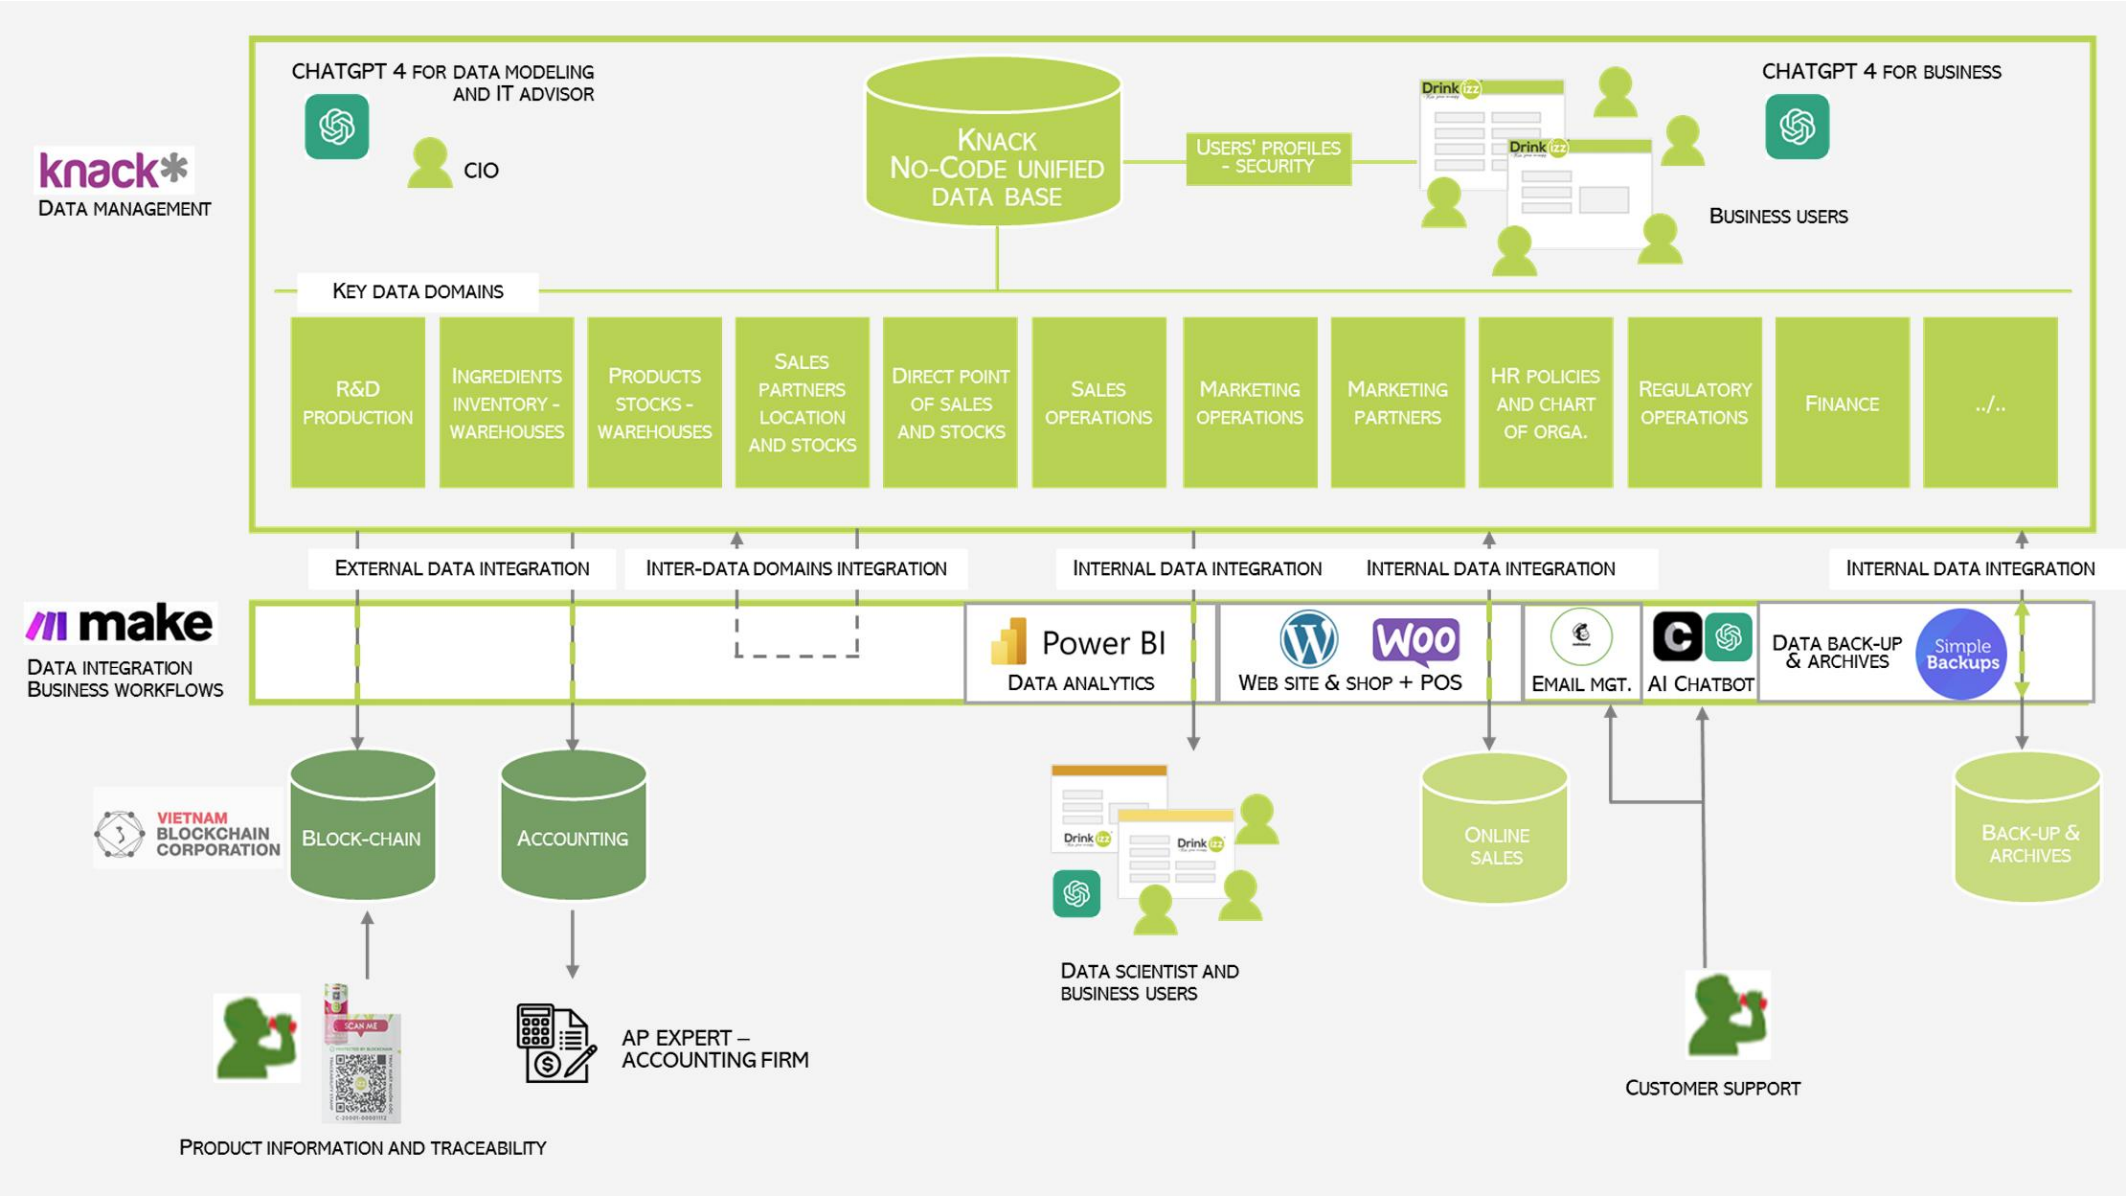 CHATGPT 4 FOR DATA MODELING
AND IT ADVISOR
CIO
knack*
DATA MANAGEMENT
KNACK
NO-CODE UNIFIED
DATA BASE
USERS' PROFILES
- SECURITY
Drink izz
Drink izz
CHATGPT 4 FOR BUSINESS
BUSINESS USERS
KEY DATA DOMAINS
R&D
PRODUCTION
INGREDIENTS
INVENTORY -
WAREHOUSES
PRODUCTS
STOCKS -
WAREHOUSES
SALES
PARTNERS
LOCATION
AND STOCKS
DIRECT POINT
OF SALES
AND STOCKS
SALES
OPERATIONS
MARKETING
OPERATIONS
MARKETING
PARTNERS
HR POLICIES
AND CHART
OF ORGA.
REGULATORY
OPERATIONS
FINANCE
../..
EXTERNAL DATA INTEGRATION
INTER-DATA DOMAINS INTEGRATION
INTERNAL DATA INTEGRATION
INTERNAL DATA INTEGRATION
INTERNAL DATA INTEGRATION
make
DATA INTEGRATION
BUSINESS WORKFLOWS
Power BI
DATA ANALYTICS
WOO
WEB SITE & SHOP + POS
EMAIL MGT.
AI CHATBOT
DATA BACK-UP
& ARCHIVES
Simple
Backups
VIETNAM
BLOCKCHAIN
CORPORATION
BLOCK-CHAIN
ACCOUNTING
Drink izz
Drink izz
ONLINE
SALES
BACK-UP &
ARCHIVES
DATA SCIENTIST AND
BUSINESS USERS
SCAN ME
AP EXPERT –
ACCOUNTING FIRM
CUSTOMER SUPPORT
PRODUCT INFORMATION AND TRACEABILITY